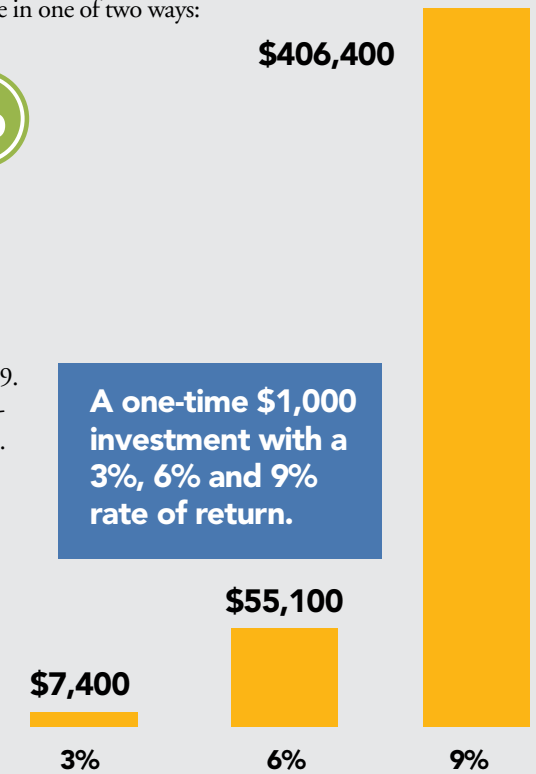 e in one of two ways:
$406,400
9.
A one-time $1,000
investment with a
3%, 6% and 9%
rate of return.
$55,100
$7,400
3% 6% 9%